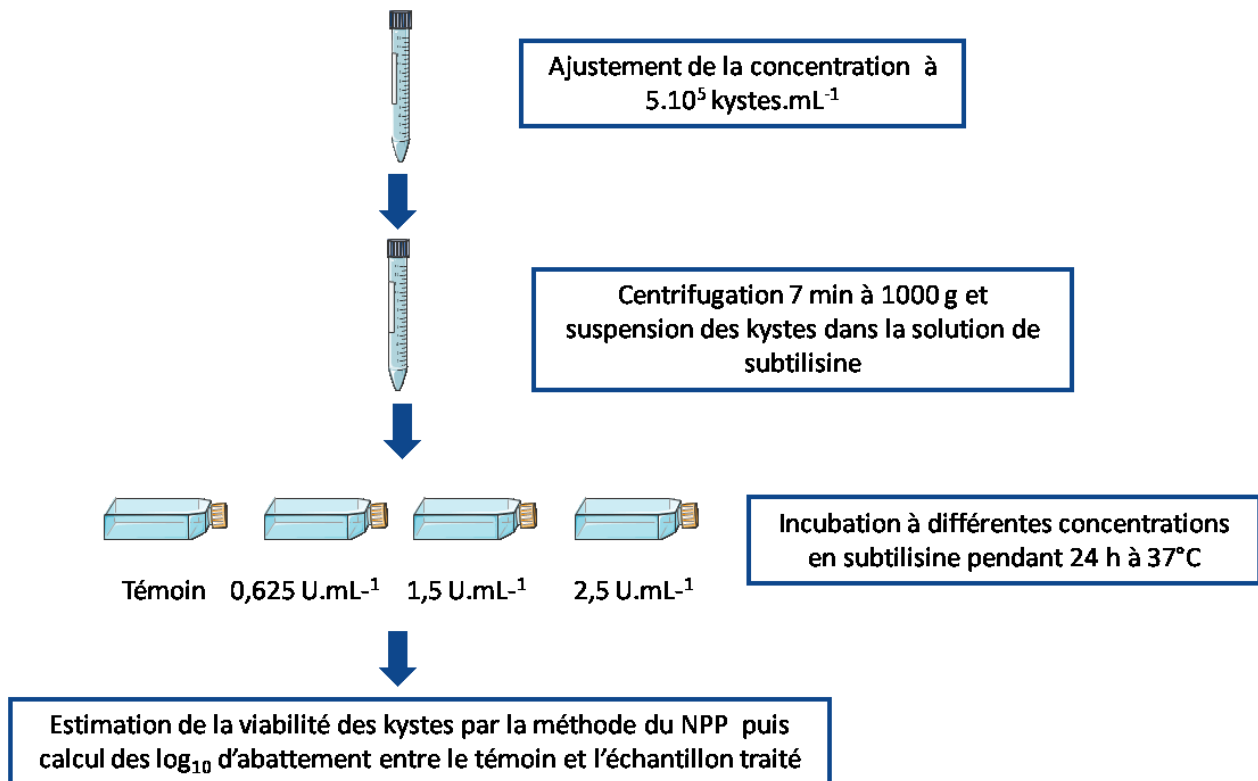 Ajustement de la concentration à
5.10⁵ kystes.mL⁻¹
Centrifugation 7 min à 1000 g et
suspension des kystes dans la solution de
subtilisine
Incubation à différentes concentrations
en subtilisine pendant 24 h à 37°C
Témoin 0,625 U.mL-¹ 1,5 U.mL-¹ 2,5 U.mL-¹
Estimation de la viabilité des kystes par la méthode du NPP puis
calcul des log₁₀ d'abattement entre le témoin et l'échantillon traité